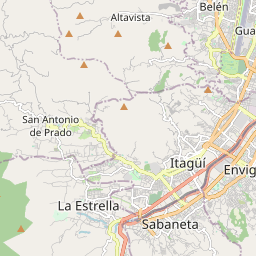 Belén
Altavista
Gua
San Antonio
de Prado
Itagüí
Envig
La Estrella
Sabaneta